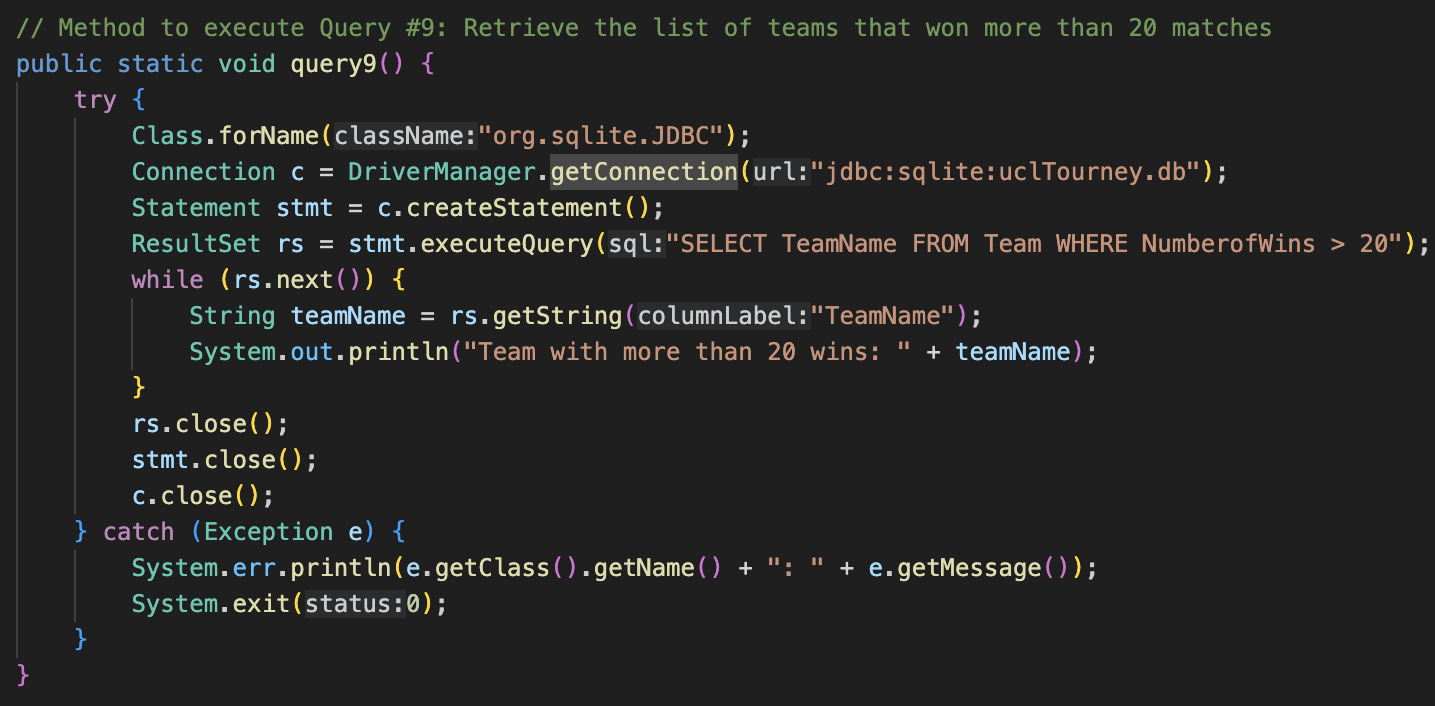 // Method to execute Query #9: Retrieve the list of teams that won more than 20 matches
public static void query9() {
    try {
        Class.forName(className:"org.sqlite.JDBC");
        Connection c = DriverManager.getConnection(url:"jdbc:sqlite:uclTourney.db");
        Statement stmt = c.createStatement();
        ResultSet rs = stmt.executeQuery(sql:"SELECT TeamName FROM Team WHERE NumberofWins > 20");
        while (rs.next()) {
            String teamName = rs.getString(columnLabel:"TeamName");
            System.out.println("Team with more than 20 wins: " + teamName);
        }
        rs.close();
        stmt.close();
        c.close();
    } catch (Exception e) {
        System.err.println(e.getClass().getName() + ": " + e.getMessage());
        System.exit(status:0);
    }
}